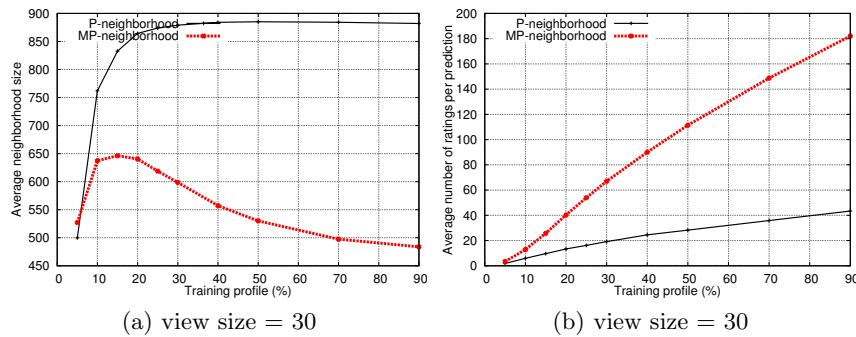 900
850
800
750
700
650
600
550
500
450
Average neighborhood size
P-neighborhood
MP-neighborhood
0 10 20 30 40 50 60 70 80 90
Training profile (%)
(a) view size = 30
200
180
160
140
120
100
80
60
40
20
0
Average number of ratings per prediction
P-neighborhood
MP-neighborhood
0 10 20 30 40 50 60 70 80 90
Training profile (%)
(b) view size = 30